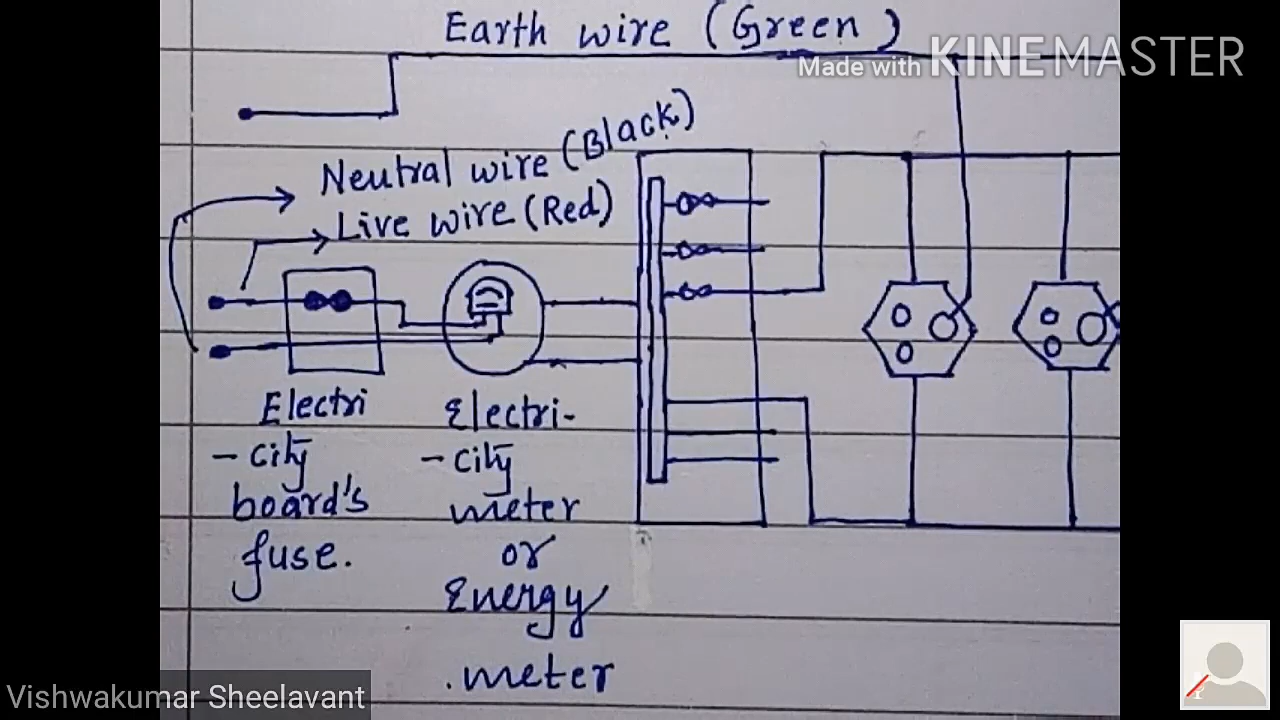 Earth wire (Green)
Made with KINEMASTER
Neutral wire (Black)
Live wire (Red)
Electri
-city
board's
fuse.
Electri-
-city
meter
or
Energy
.meter
Vishwakumar Sheelavant